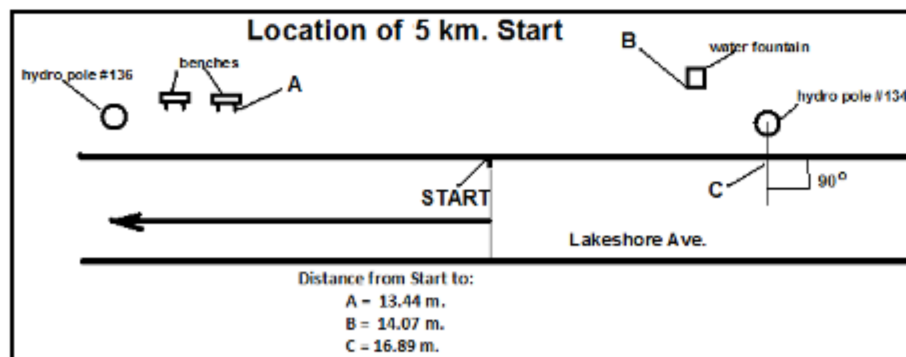 Location of 5 km. Start
B
water fountain
benches
hydro pole #136
A
hydro pole #134
START
C
90°
Lakeshore Ave.
Distance from Start to:
A = 13.44 m.
B = 14.07 m.
C = 16.89 m.